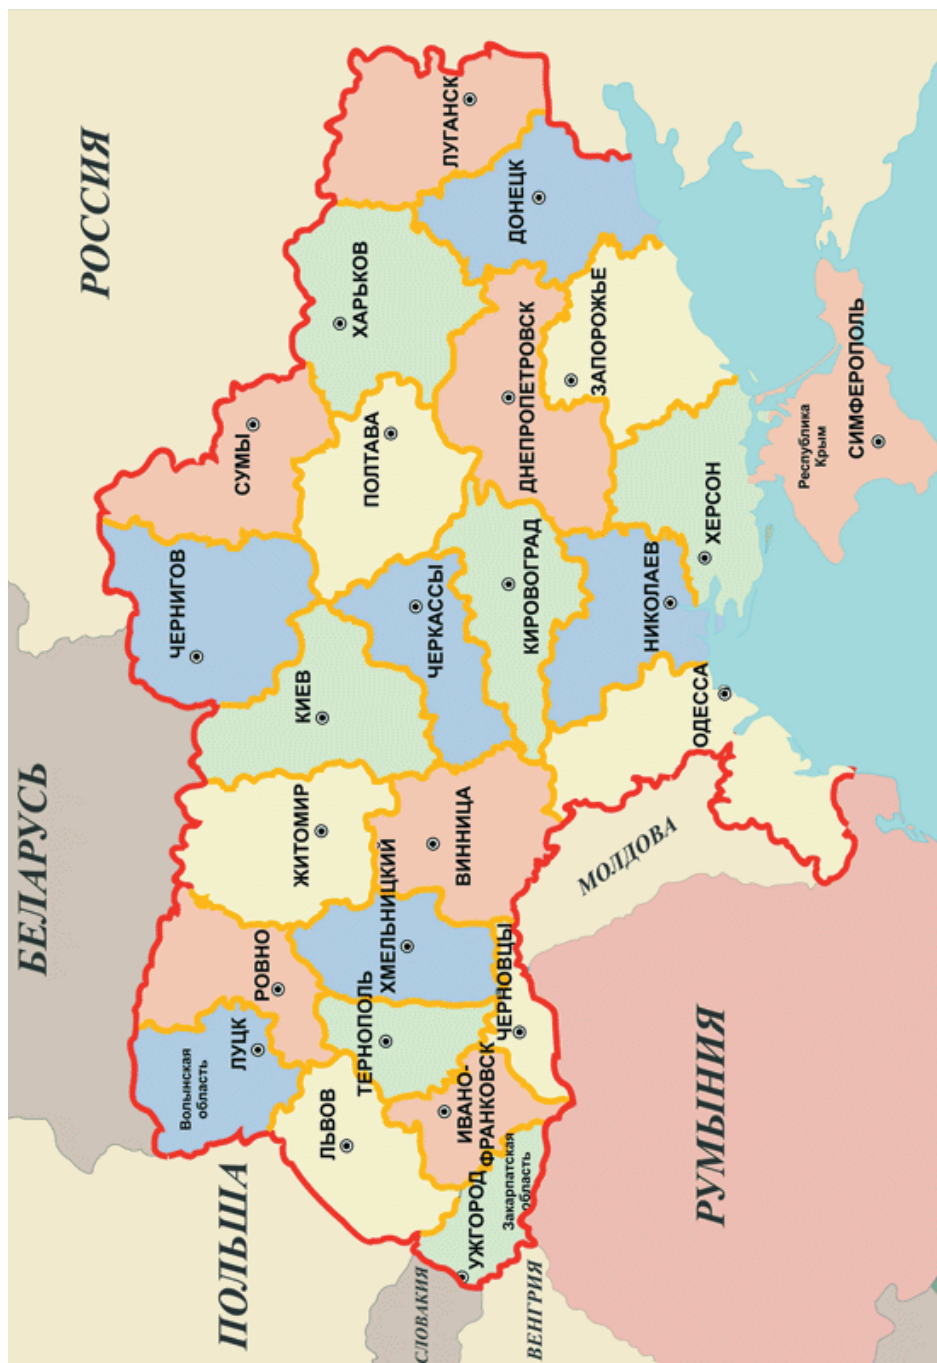 РОССИЯ
БЕЛАРУСЬ
ПОЛЬША
СЛОВАКИЯ
ВЕНГРИЯ
РУМЫНИЯ
МОЛДОВА
Волынская
область
ЛУЦК
РОВНО
ЖИТОМИР
КИЕВ
ЧЕРНИГОВ
СУМЫ
ХАРЬКОВ
ЛУГАНСК
ЛЬВОВ
ТЕРНОПОЛЬ
ХМЕЛЬНИЦКИЙ
ВИННИЦА
ЧЕРКАССЫ
ПОЛТАВА
ДОНЕЦК
УЖГОРОД
Закарпатская
область
ИВАНО-
ФРАНКОВСК
ЧЕРНОВЦЫ
КИРОВОГРАД
ДНЕПРОПЕТРОВСК
ЗАПОРОЖЬЕ
ОДЕССА
НИКОЛАЕВ
ХЕРСОН
Республика
Крым
СИМФЕРОПОЛЬ